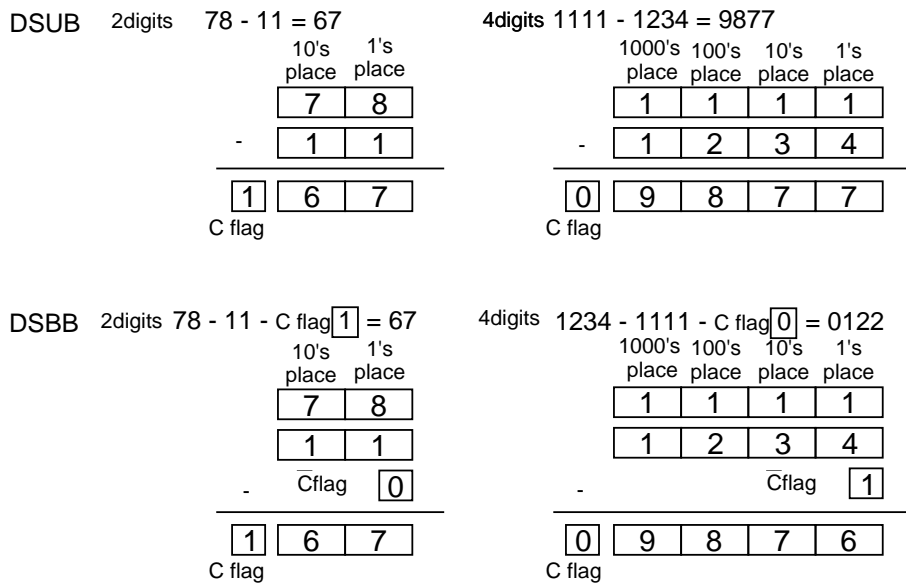 DSUB 2digits 78 - 11 = 67
10's 1's
place place
7 8
- 1 1
1 6 7
C flag
4digits 1111 - 1234 = 9877
1000's 100's 10's 1's
place place place place
1 1 1 1
- 1 2 3 4
0 9 8 7 7
C flag
DSBB 2digits 78 - 11 - C flag 1 = 67
10's 1's
place place
7 8
1 1
- C̅flag 0
1 6 7
C flag
4digits 1234 - 1111 - C flag 0 = 0122
1000's 100's 10's 1's
place place place place
1 1 1 1
1 2 3 4
- C̅flag 1
0 9 8 7 6
C flag